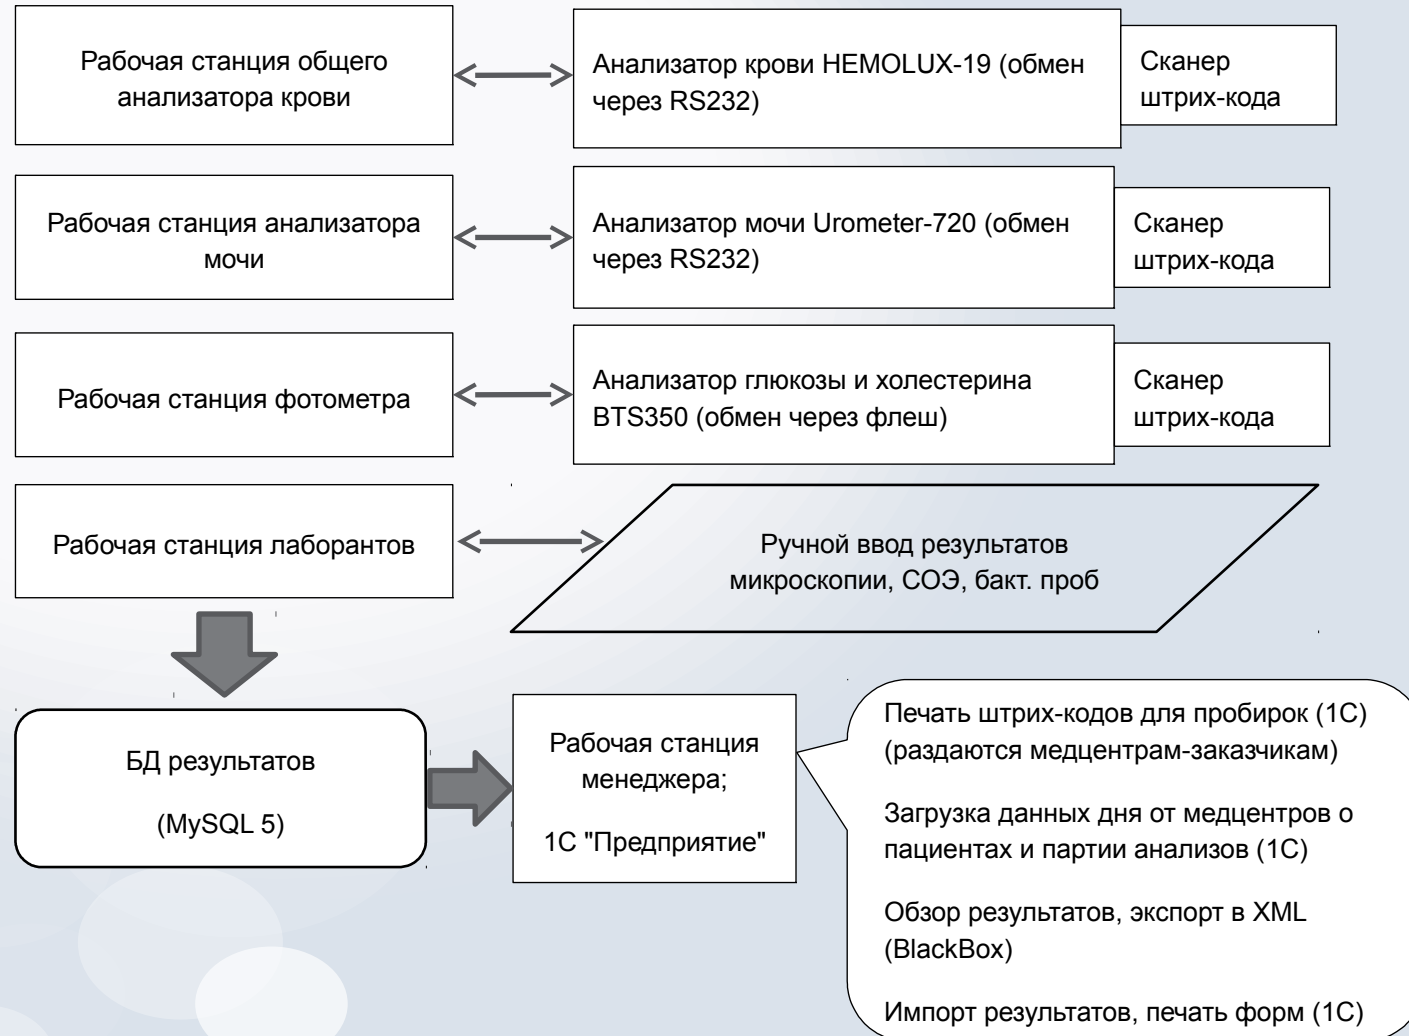 Рабочая станция общего
анализатора крови
Анализатор крови HEMOLUX-19 (обмен
через RS232)
Сканер
штрих-кода
Рабочая станция анализатора
мочи
Анализатор мочи Urometer-720 (обмен
через RS232)
Сканер
штрих-кода
Рабочая станция фотометра
Анализатор глюкозы и холестерина
BTS350 (обмен через флеш)
Сканер
штрих-кода
Рабочая станция лаборантов
Ручной ввод результатов
микроскопии, СОЭ, бакт. проб
БД результатов
(MySQL 5)
Рабочая станция
менеджера;
1С "Предприятие"
Печать штрих-кодов для пробирок (1С)
(раздаются медцентрам-заказчикам)
Загрузка данных дня от медцентров о
пациентах и партии анализов (1С)
Обзор результатов, экспорт в XML
(BlackBox)
Импорт результатов, печать форм (1С)